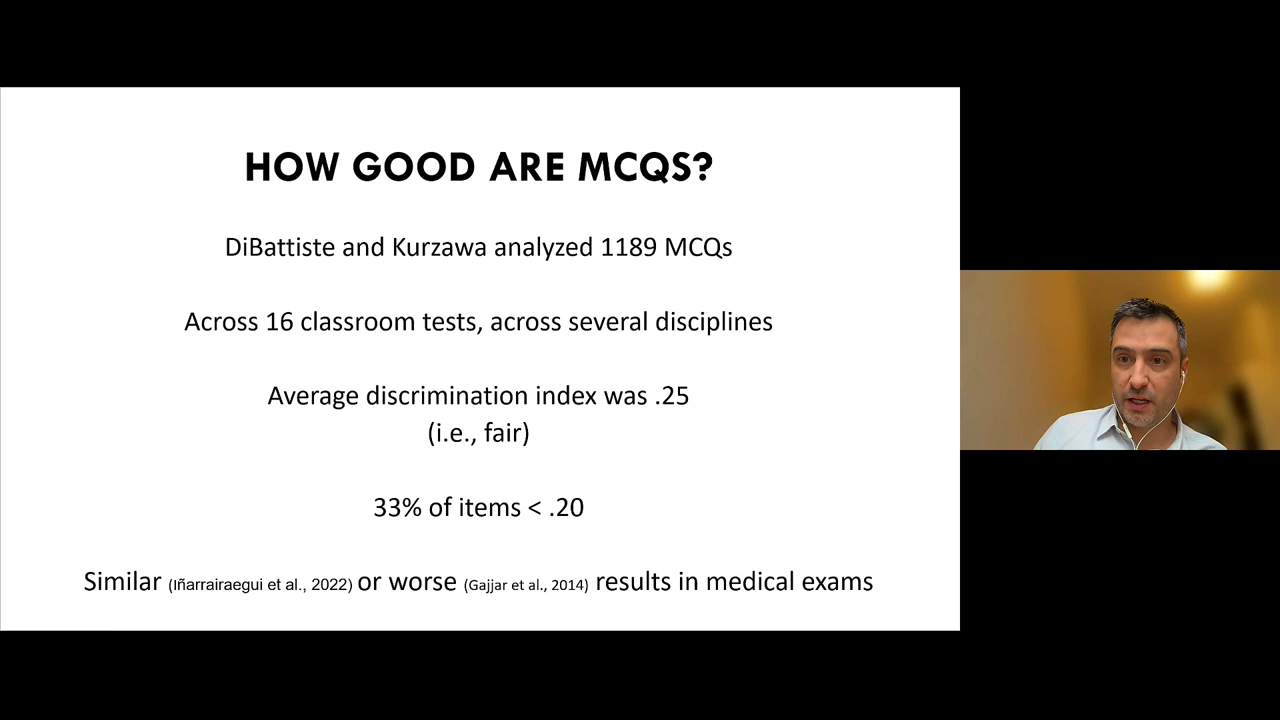 HOW GOOD ARE MCQS?
DiBattiste and Kurzawa analyzed 1189 MCQs
Across 16 classroom tests, across several disciplines
Average discrimination index was .25
(i.e., fair)
33% of items < .20
Similar (Iñarrairaegui et al., 2022) or worse (Gajjar et al., 2014) results in medical exams